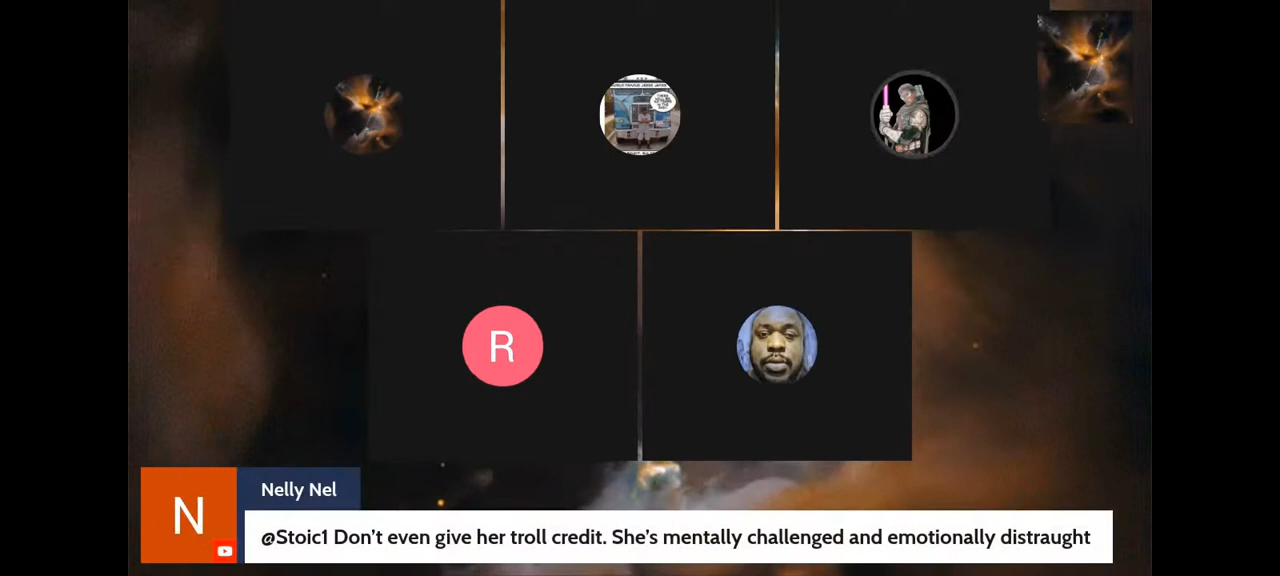 R
N
Nelly Nel
@Stoic1 Don't even give her troll credit. She's mentally challenged and emotionally distraught